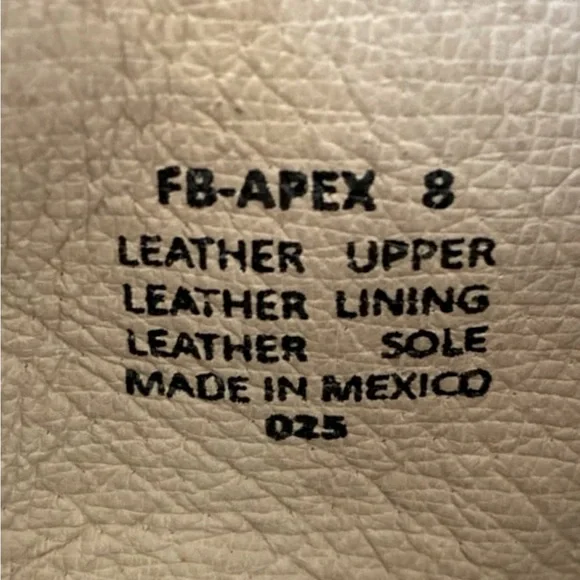 FB-APEX 8
LEATHER UPPER
LEATHER LINING
LEATHER SOLE
MADE IN MEXICO
025